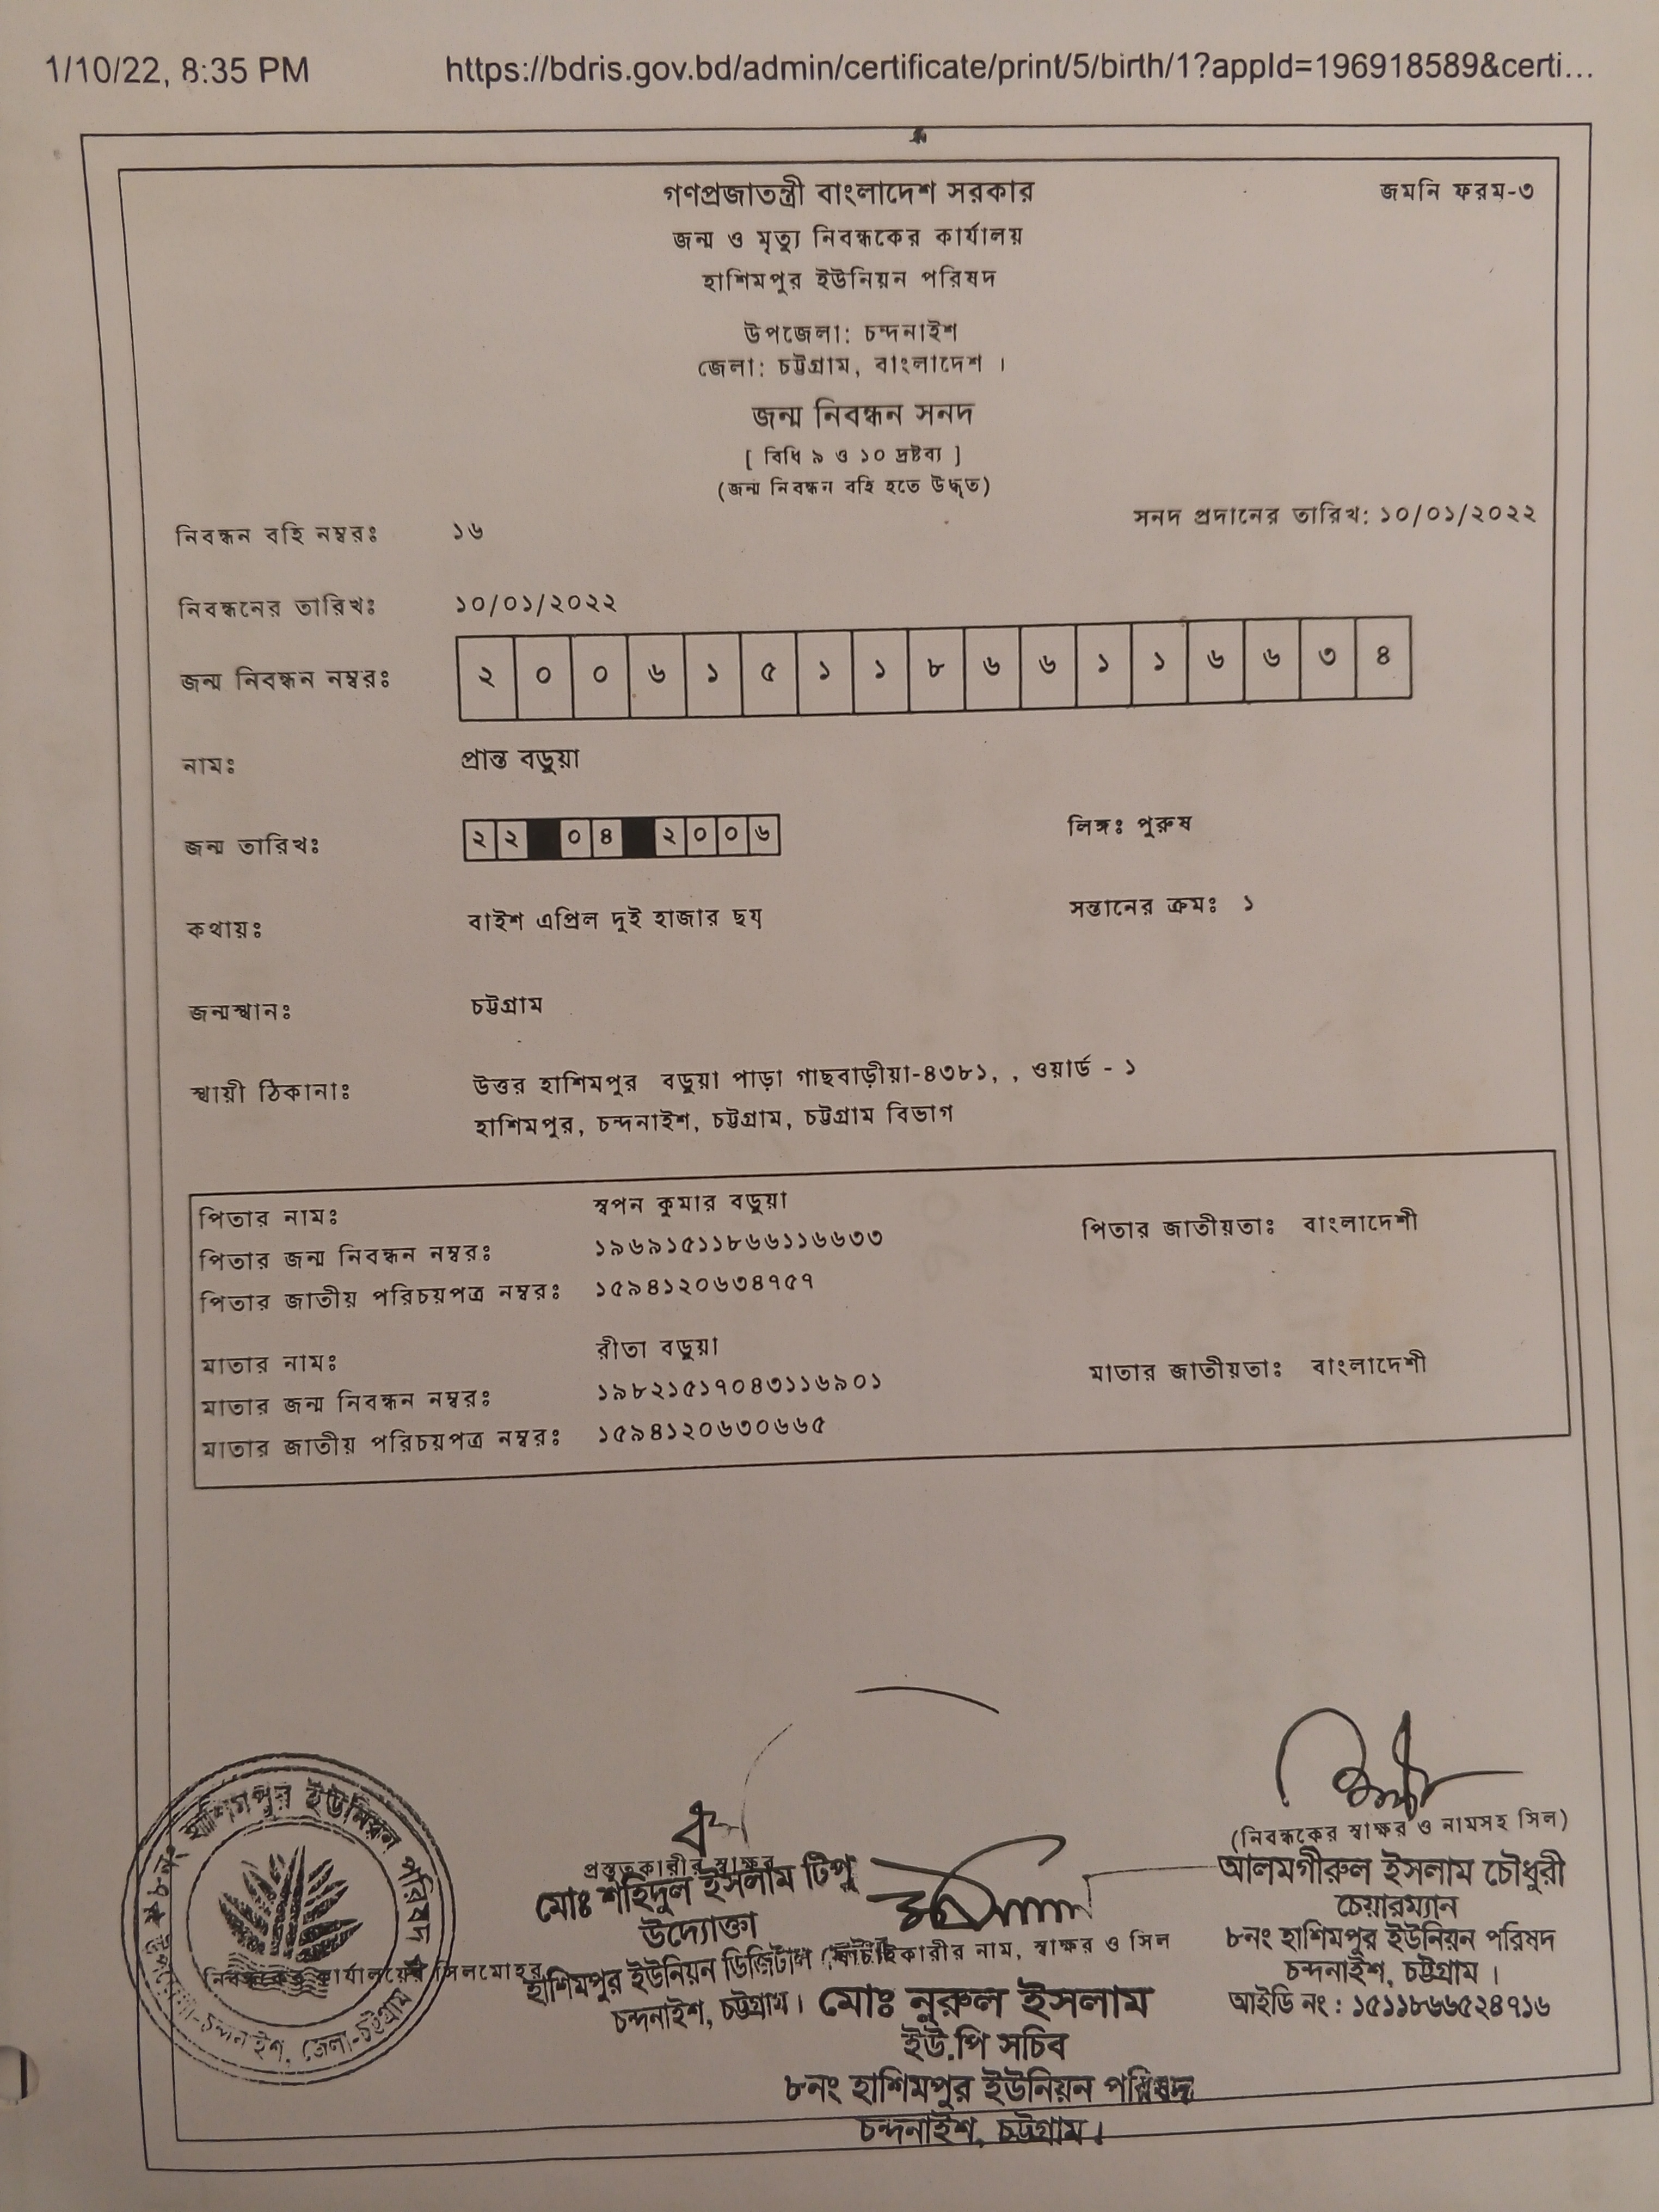 1/10/22, 8:35 PM https://bdris.gov.bd/admin/certificate/print/5/birth/1?appId=196918589&certi...
গণপ্রজাতন্ত্রী বাংলাদেশ সরকার
জমনি ফরম-৩
জন্ম ও মৃত্যু নিবন্ধকের কার্যালয়
হাশিমপুর ইউনিয়ন পরিষদ
উপজেলা: চন্দনাইশ
জেলা: চট্টগ্রাম, বাংলাদেশ ।
জন্ম নিবন্ধন সনদ
[ বিধি ৯ ও ১০ দ্রষ্টব্য ]
(জন্ম নিবন্ধন বহি হতে উদ্ধৃত)
সনদ প্রদানের তারিখ: ১০/০১/২০২২
নিবন্ধন বহি নম্বরঃ ১৬
নিবন্ধনের তারিখঃ ১০/০১/২০২২
জন্ম নিবন্ধন নম্বরঃ ২ ০ ০ ৬ ১ ৫ ১ ১ ৮ ৬ ৬ ১ ১ ৬ ৬ ৩ ৪
নামঃ প্রান্ত বড়ুয়া
জন্ম তারিখঃ ২ ২ ০ ৪ ২ ০ ০ ৬ লিঙ্গঃ পুরুষ
কথায়ঃ বাইশ এপ্রিল দুই হাজার ছয় সন্তানের ক্রমঃ ১
জন্মস্থানঃ চট্টগ্রাম
স্থায়ী ঠিকানাঃ উত্তর হাশিমপুর বড়ুয়া পাড়া গাছবাড়ীয়া-৪৩৮১, , ওয়ার্ড - ১
হাশিমপুর, চন্দনাইশ, চট্টগ্রাম, চট্টগ্রাম বিভাগ
পিতার নামঃ স্বপন কুমার বড়ুয়া পিতার জাতীয়তাঃ বাংলাদেশী
পিতার জন্ম নিবন্ধন নম্বরঃ ১৯৬৯১৫১১৮৬৬১১৬৬৩৩
পিতার জাতীয় পরিচয়পত্র নম্বরঃ ১৫৯৪১২০৬৩৪৭৫৭
মাতার নামঃ রীতা বড়ুয়া মাতার জাতীয়তাঃ বাংলাদেশী
মাতার জন্ম নিবন্ধন নম্বরঃ ১৯৮২১৫১৭০৪৩১১৬৯০১
মাতার জাতীয় পরিচয়পত্র নম্বরঃ ১৫৯৪১২০৬৩০৬৬৫
হাশিমপুর ইউনিয়ন পরিষদ
চন্দনাইশ, জেলা-চট্টগ্রাম
নিবন্ধকের কার্যালয়ের সিলমোহর
প্রস্তুতকারীর স্বাক্ষর
মোঃ শহিদুল ইসলাম টিপু
উদ্যোক্তা
হাশিমপুর ইউনিয়ন ডিজিটাল
চন্দনাইশ, চট্টগ্রাম।
যাচাইকারীর নাম, স্বাক্ষর ও সিল
মোঃ নুরুল ইসলাম
ইউ.পি সচিব
৮নং হাশিমপুর ইউনিয়ন পরিষদ
চন্দনাইশ, চট্টগ্রাম।
(নিবন্ধকের স্বাক্ষর ও নামসহ সিল)
আলমগীরুল ইসলাম চৌধুরী
চেয়ারম্যান
৮নং হাশিমপুর ইউনিয়ন পরিষদ
চন্দনাইশ, চট্টগ্রাম।
আইডি নং : ১৫১১৮৬৬৫২৪৭১৬